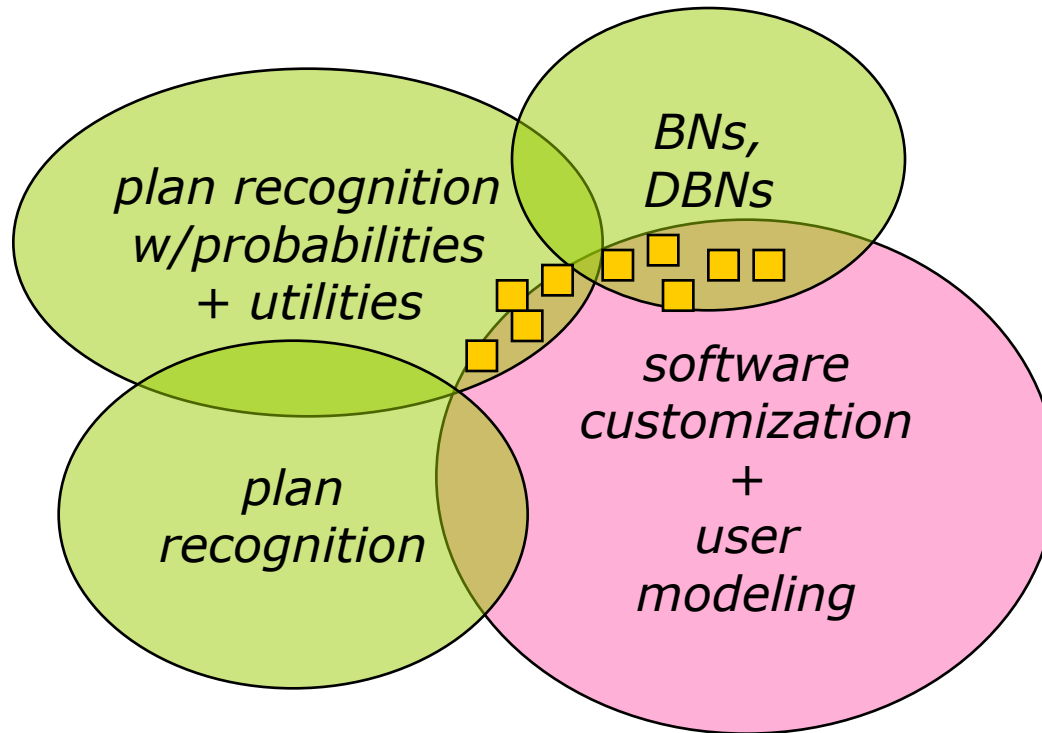 BNs,
DBNs
plan recognition
w/probabilities
+ utilities
software
customization
+
user
modeling
plan
recognition